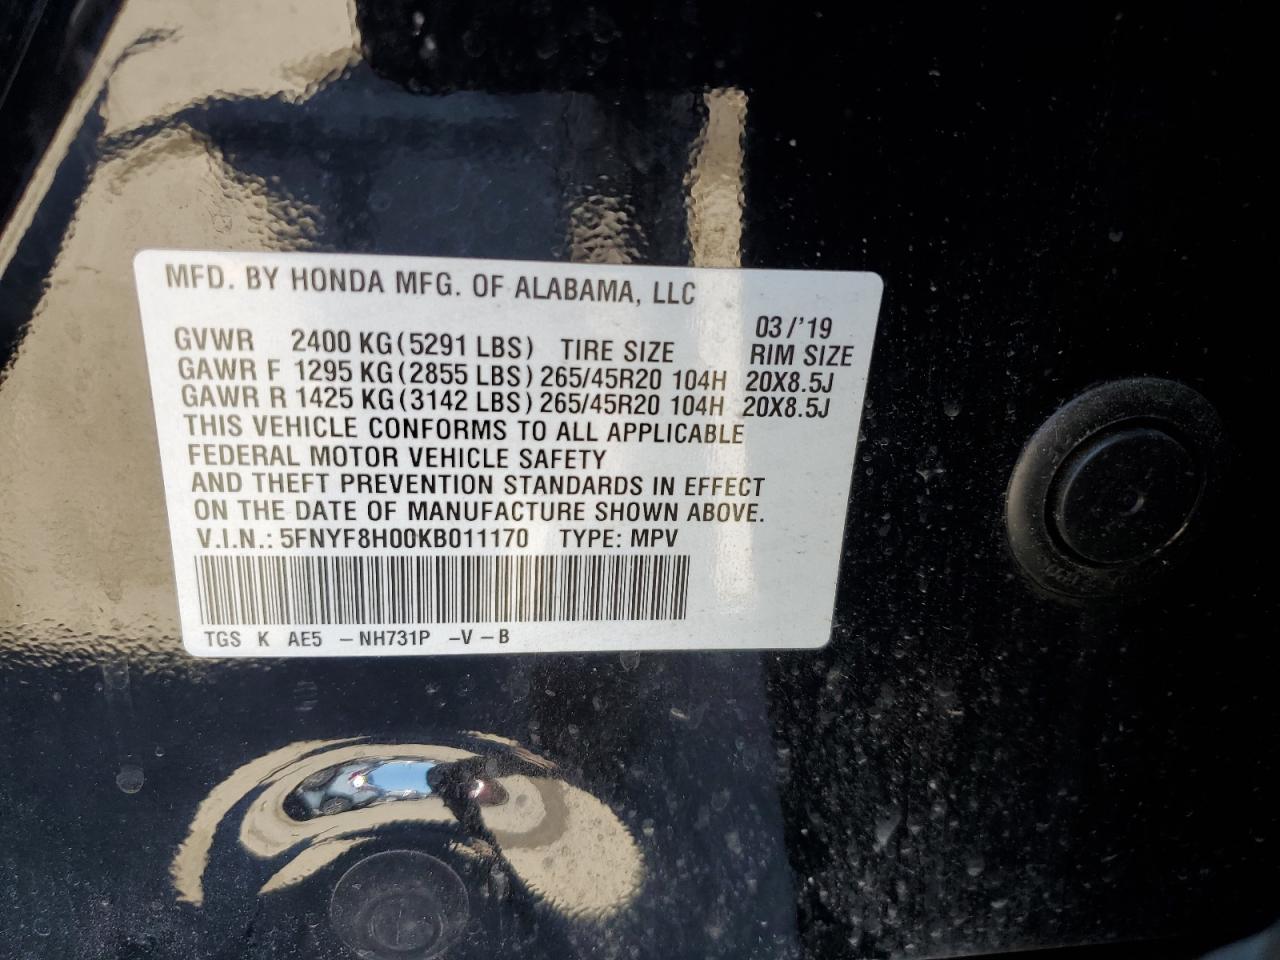 MFD. BY HONDA MFG. OF ALABAMA, LLC
03/'19
GVWR 2400 KG(5291 LBS) TIRE SIZE RIM SIZE
GAWR F 1295 KG(2855 LBS) 265/45R20 104H 20X8.5J
GAWR R 1425 KG(3142 LBS) 265/45R20 104H 20X8.5J
THIS VEHICLE CONFORMS TO ALL APPLICABLE
FEDERAL MOTOR VEHICLE SAFETY
AND THEFT PREVENTION STANDARDS IN EFFECT
ON THE DATE OF MANUFACTURE SHOWN ABOVE.
V.I.N.: 5FNYF8H00KB011170 TYPE: MPV
TGS K AE5 -NH731P -V-B